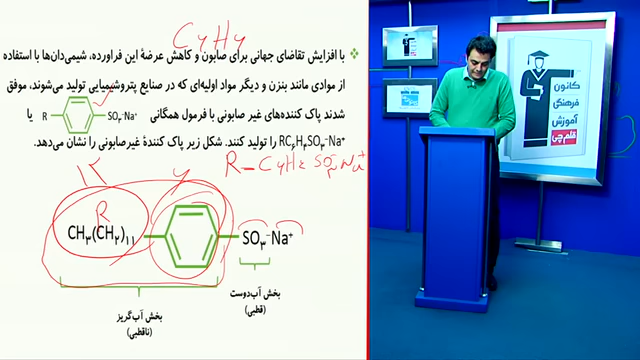 C₆H₆
❖ با افزایش تقاضای جهانی برای صابون و کاهش عرضهٔ این فراورده، شیمی‌دان‌ها با استفاده
از موادی مانند بنزن و دیگر مواد اولیه‌ای که در صنایع پتروشیمیایی تولید می‌شوند، موفق
شدند پاک کننده‌های غیر صابونی با فرمول همگانی R SO₃⁻Na⁺ یا
RC₆H₄SO₃⁻Na⁺ را تولید کنند. شکل زیر پاک کنندهٔ غیرصابونی را نشان می‌دهد.
R–C₆H₄ SO₃⁻Na⁺
۱۲
۶
R
CH₃(CH₂)₁₁ SO₃⁻Na⁺
بخش آب‌دوست
(قطبی)
بخش آب‌گریز
(ناقطبی)
کانون
فرهنگی
آموزش
قلم‌چی